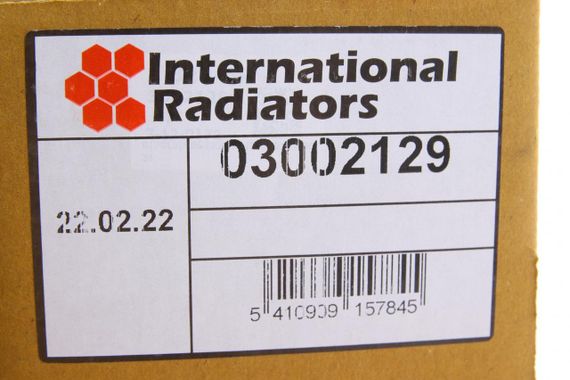 International
Radiators
03002129
22.02.22
5 410909 157845